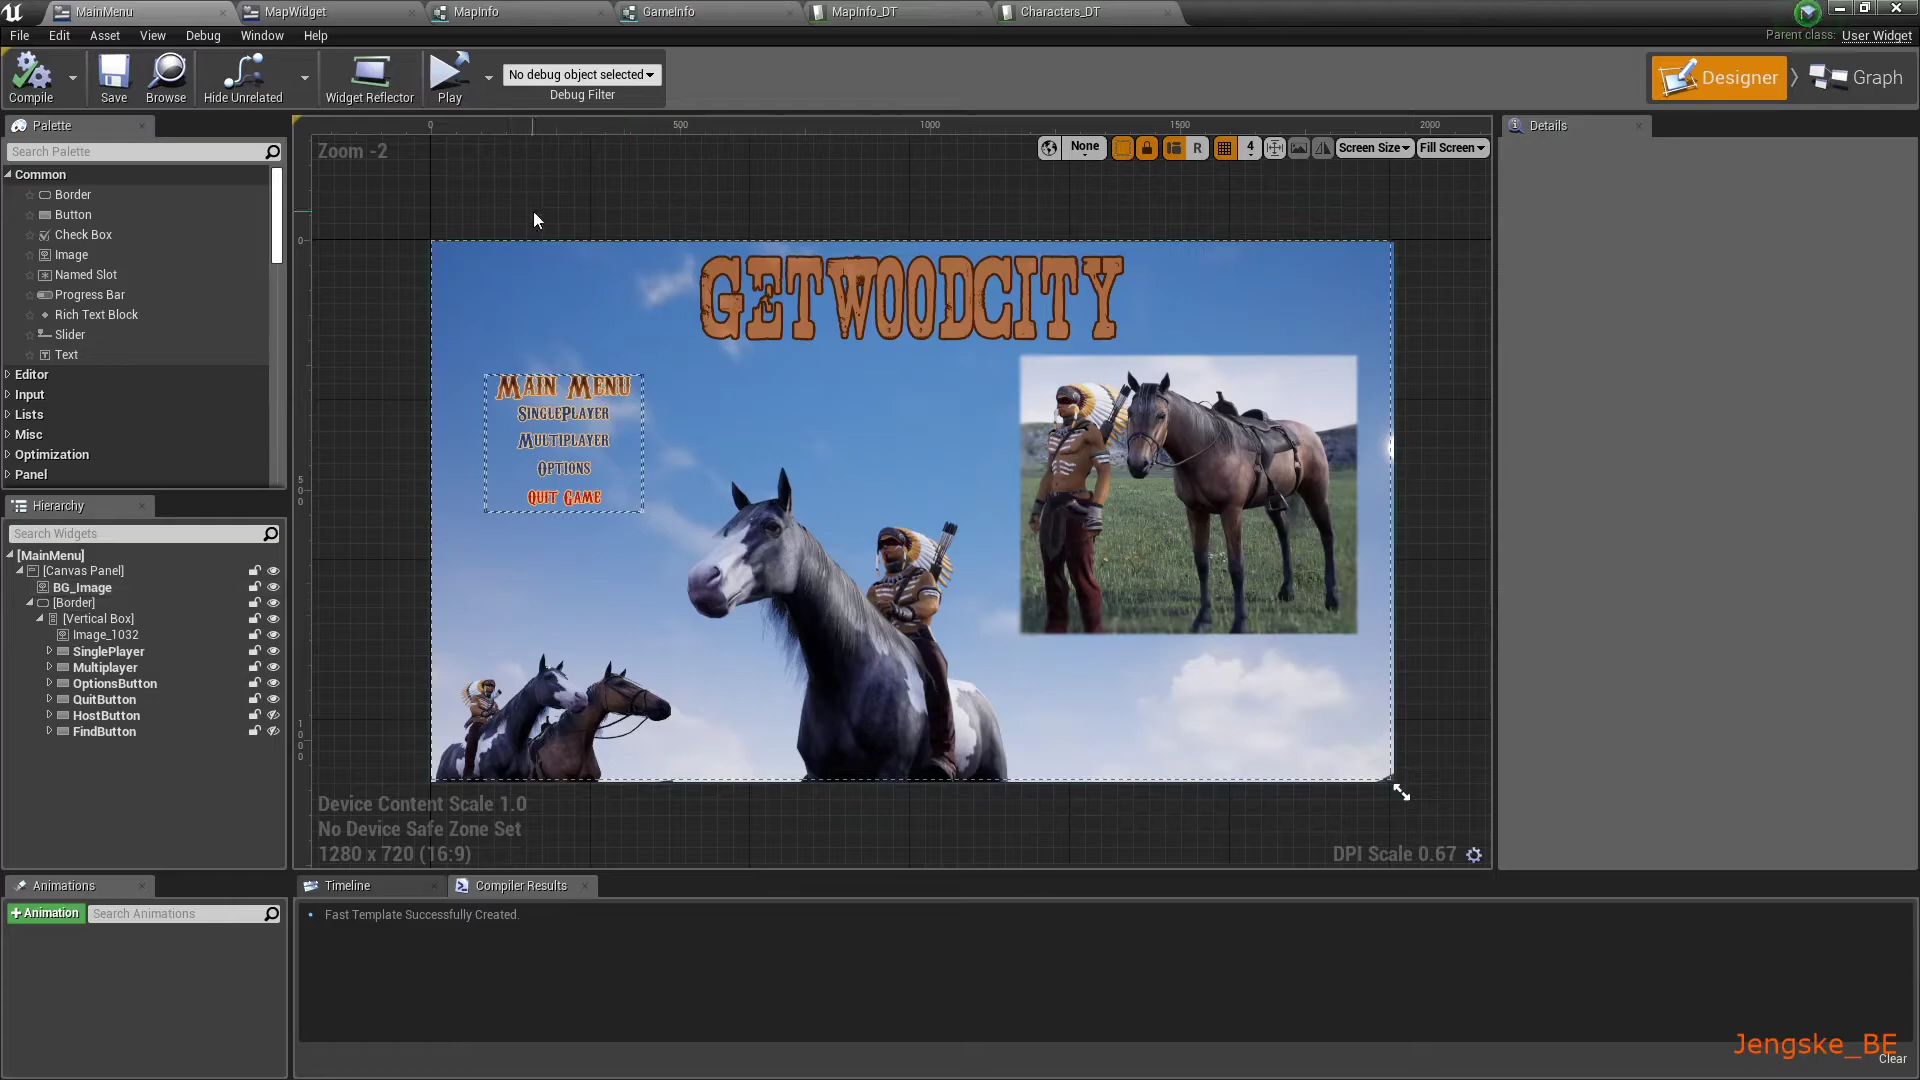 MainMenu
MapWidget
MapInfo
GameInfo
MapInfo_DT
Characters_DT
File
Edit
Asset
View
Debug
Window
Help
Parent class:
User Widget
Compile
Save
Browse
Hide Unrelated
Widget Reflector
Play
No debug object selected
Debug Filter
Designer
Graph
Palette
Search Palette
Common
Border
Button
Check Box
Image
Named Slot
Progress Bar
Rich Text Block
Slider
Text
Editor
Input
Lists
Misc
Optimization
Panel
Hierarchy
Search Widgets
[MainMenu]
[Canvas Panel]
BG_Image
[Border]
[Vertical Box]
Image_1032
SinglePlayer
Multiplayer
OptionsButton
QuitButton
HostButton
FindButton
0
500
1000
1500
2000
Zoom -2
None
R
4
Screen Size
Fill Screen
0
500
1000
GETWOODCITY
MAIN MENU
SINGLEPLAYER
MULTIPLAYER
OPTIONS
QUIT GAME
Device Content Scale 1.0
No Device Safe Zone Set
1280 x 720 (16:9)
DPI Scale 0.67
Details
Animations
+Animation
Search Animations
Timeline
Compiler Results
Fast Template Successfully Created.
Jengske_BE
Clear